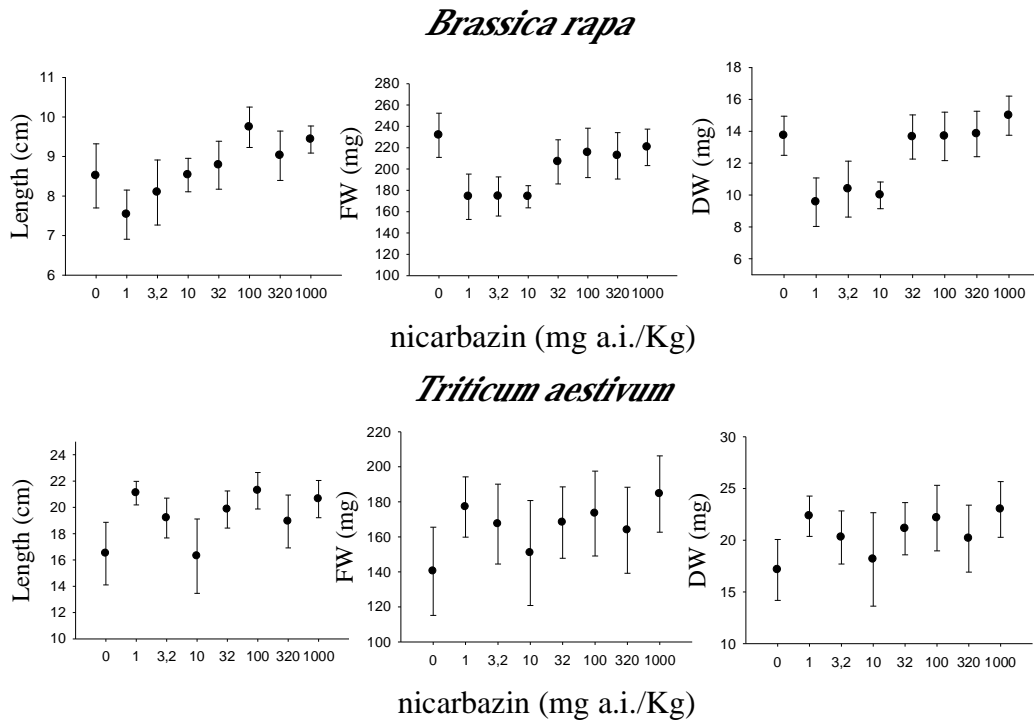 Brassica rapa
Length (cm)
11
10
9
8
7
6
0 1 3,2 10 32 100 320 1000
FW (mg)
280
260
240
220
200
180
160
140
120
100
0 1 3,2 10 32 100 320 1000
DW (mg)
18
16
14
12
10
8
6
0 1 3,2 10 32 100 320 1000
nicarbazin (mg a.i./Kg)
Triticum aestivum
Length (cm)
24
22
20
18
16
14
12
10
0 1 3,2 10 32 100 320 1000
FW (mg)
220
200
180
160
140
120
100
0 1 3,2 10 32 100 320 1000
DW (mg)
30
25
20
15
10
0 1 3,2 10 32 100 320 1000
nicarbazin (mg a.i./Kg)